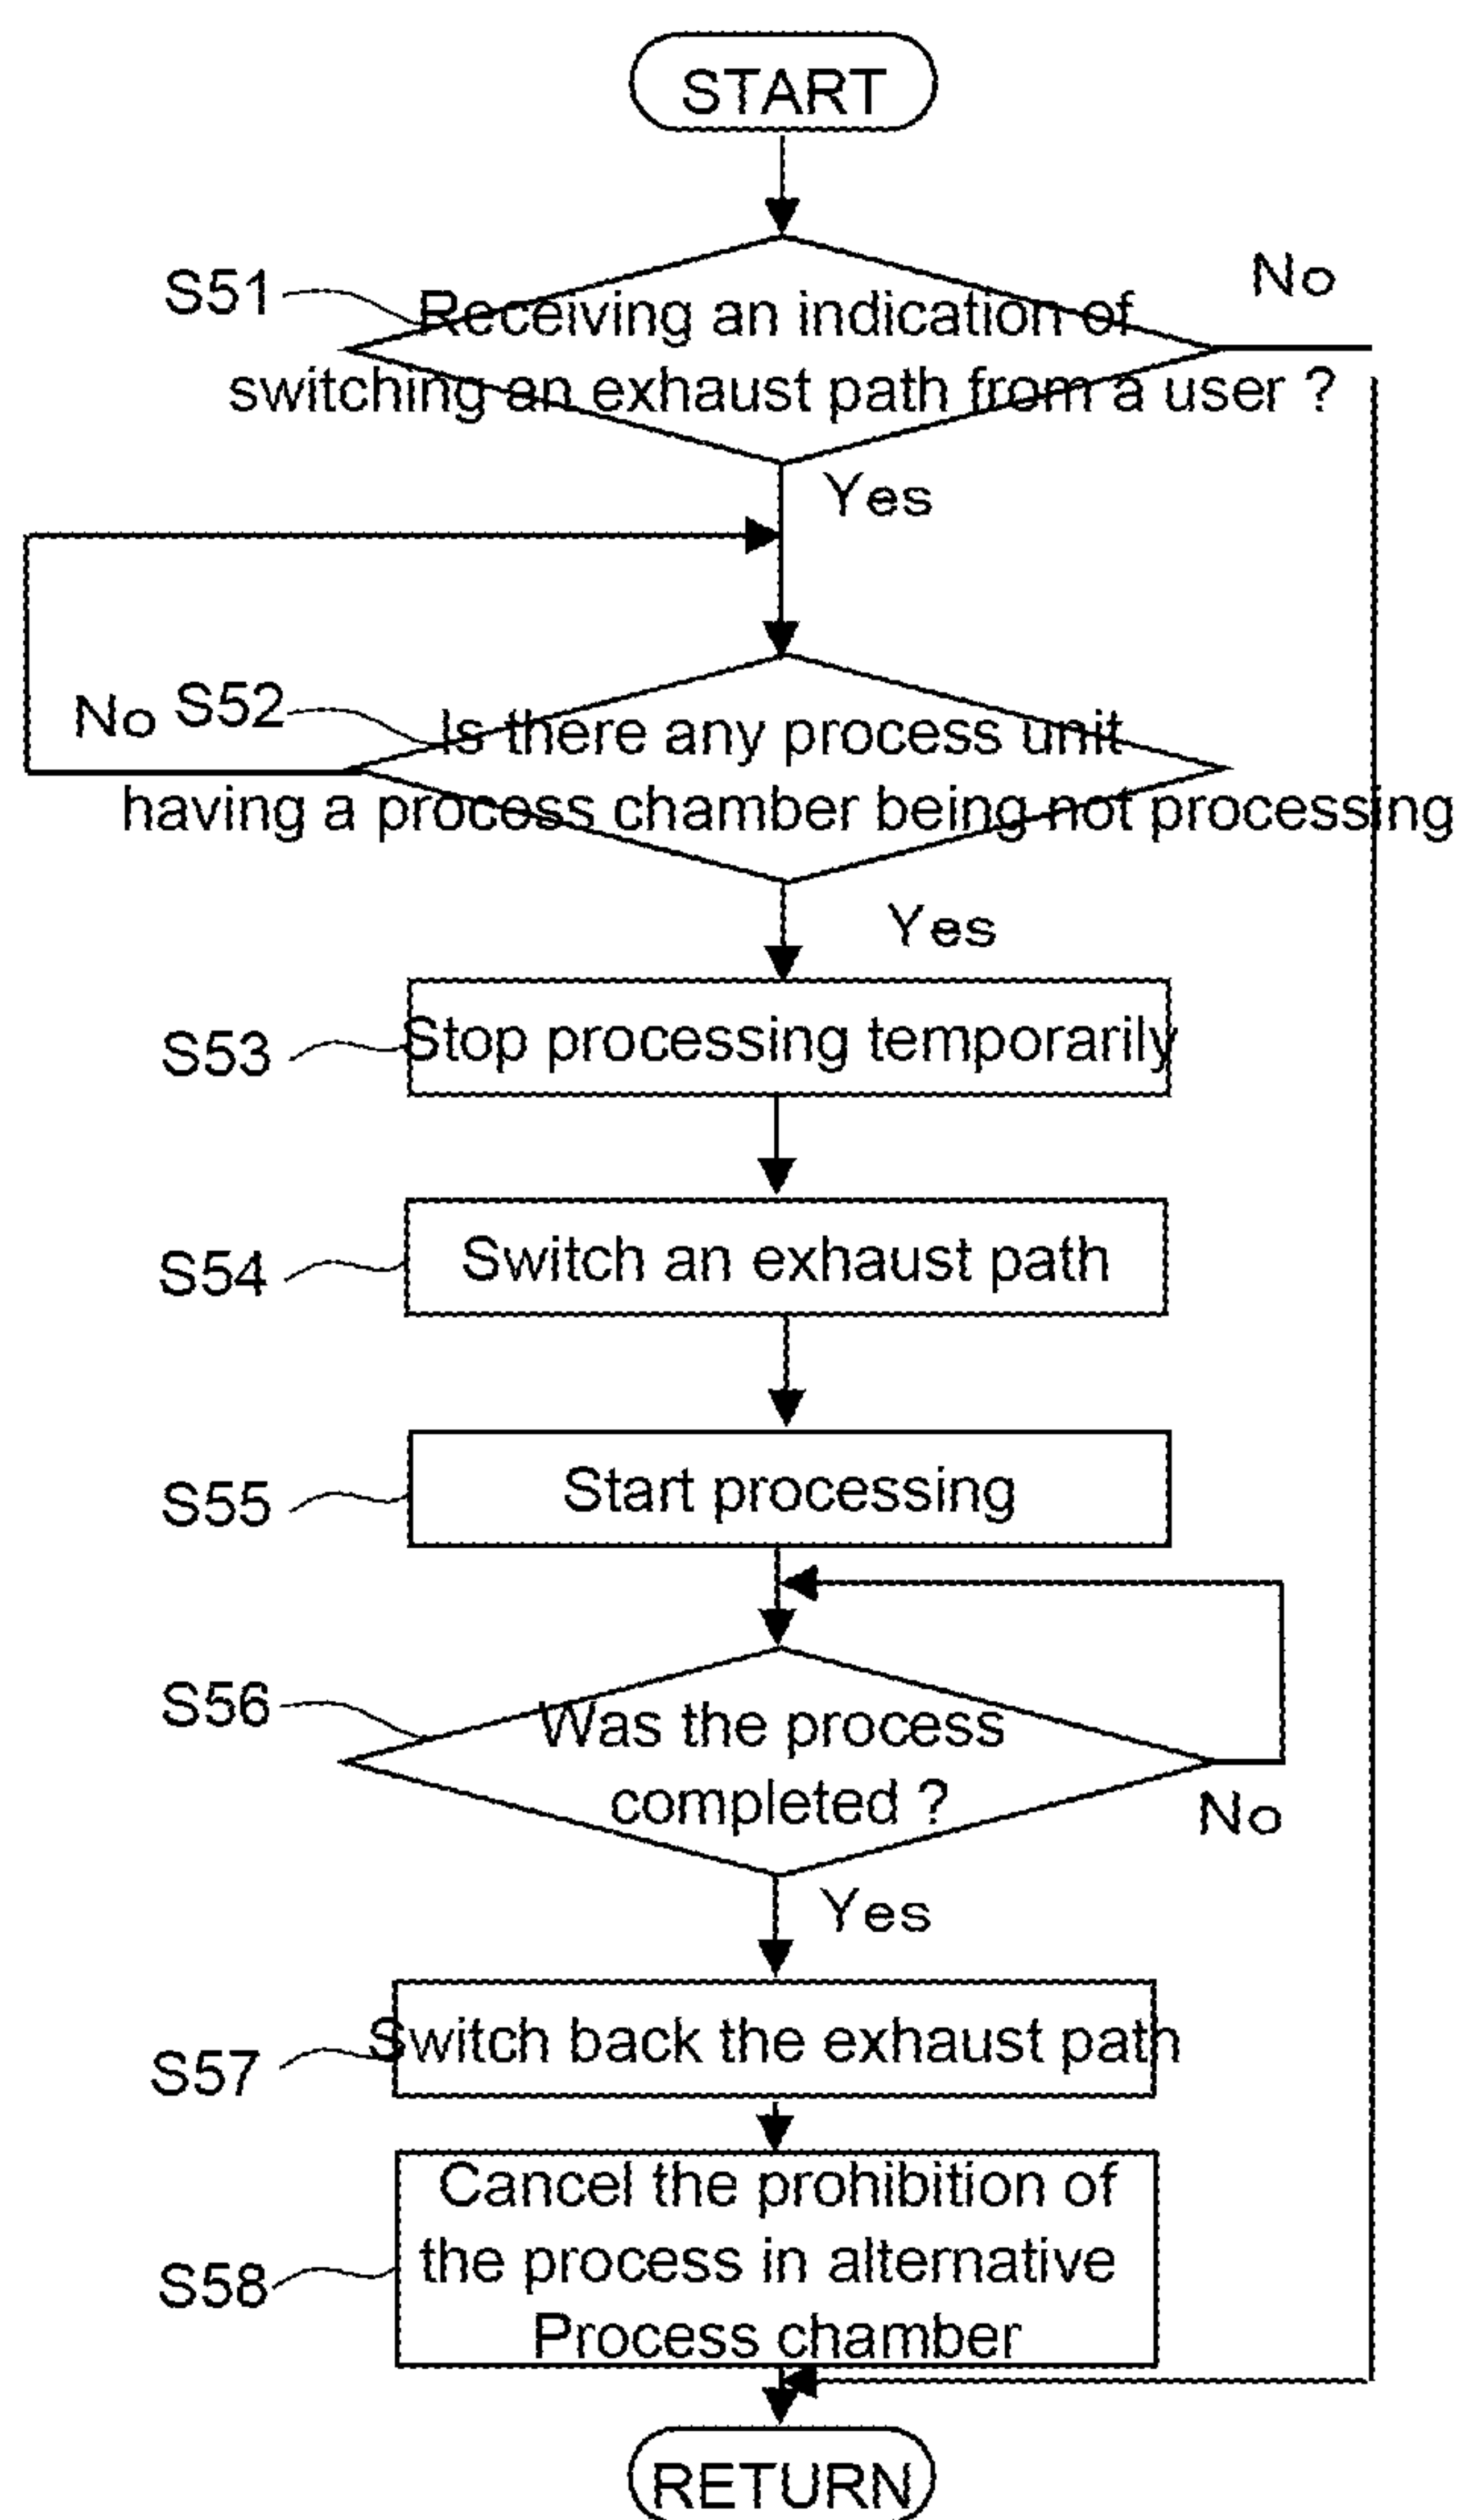 START
No
S51
Receiving an indication of
switching an exhaust path from a user ?
Yes
No
S52
Is there any process unit
having a process chamber being not processing
Yes
S53
Stop processing temporarily
S54
Switch an exhaust path
S55
Start processing
S56
Was the process
completed ?
No
Yes
S57
Switch back the exhaust path
S58
Cancel the prohibition of
the process in alternative
Process chamber
RETURN